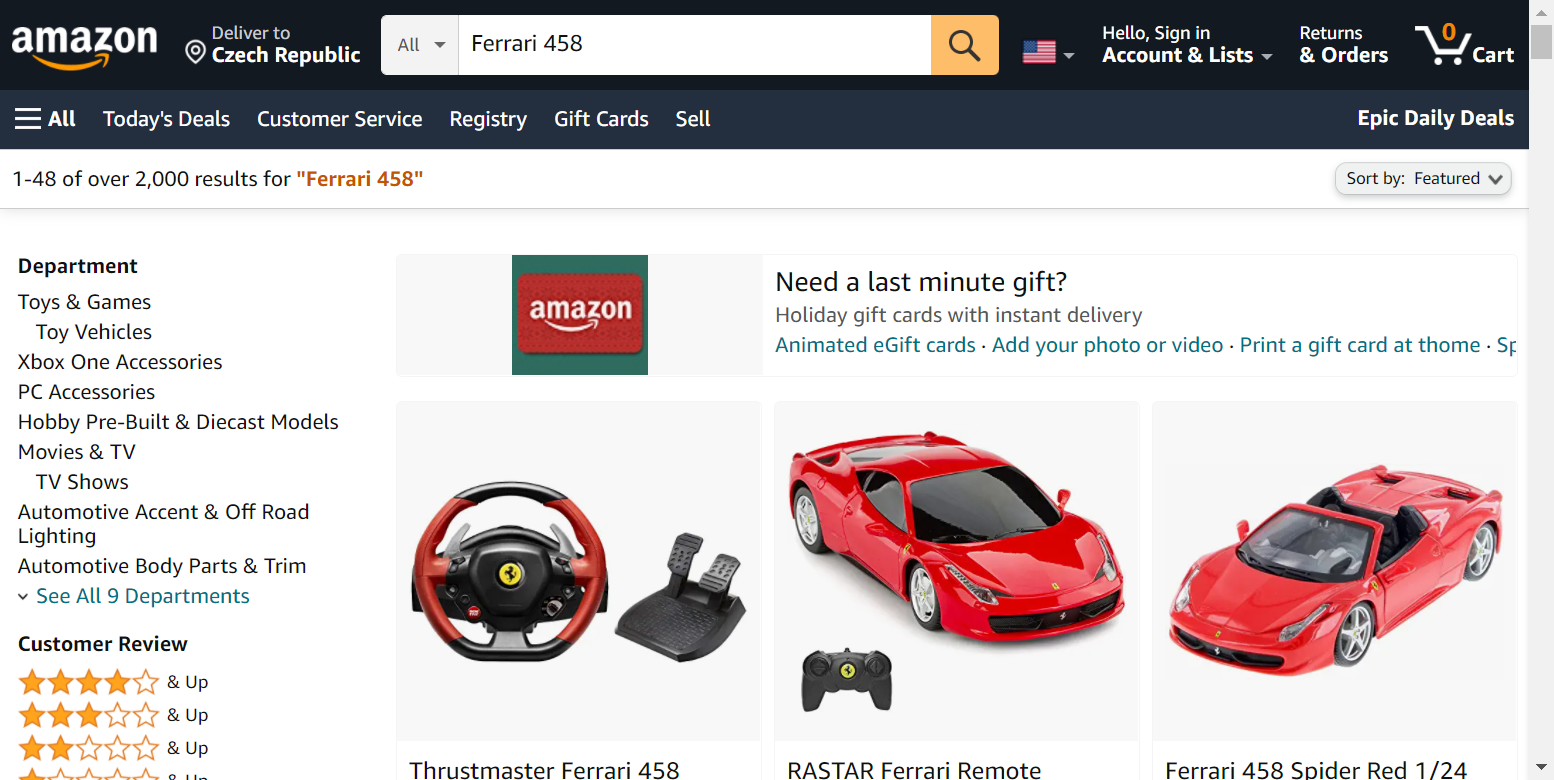 amazon
Deliver to
Czech Republic
All
Ferrari 458
Hello, Sign in
Account & Lists
Returns
& Orders
0
Cart
All
Today's Deals
Customer Service
Registry
Gift Cards
Sell
Epic Daily Deals
1-48 of over 2,000 results for "Ferrari 458"
Sort by: Featured
Department
Toys & Games
Toy Vehicles
Xbox One Accessories
PC Accessories
Hobby Pre-Built & Diecast Models
Movies & TV
TV Shows
Automotive Accent & Off Road
Lighting
Automotive Body Parts & Trim
See All 9 Departments
Customer Review
& Up
& Up
& Up
& Up
amazon
Need a last minute gift?
Holiday gift cards with instant delivery
Animated eGift cards · Add your photo or video · Print a gift card at thome · Sp
Thrustmaster Ferrari 458
RASTAR Ferrari Remote
Ferrari 458 Spider Red 1/24